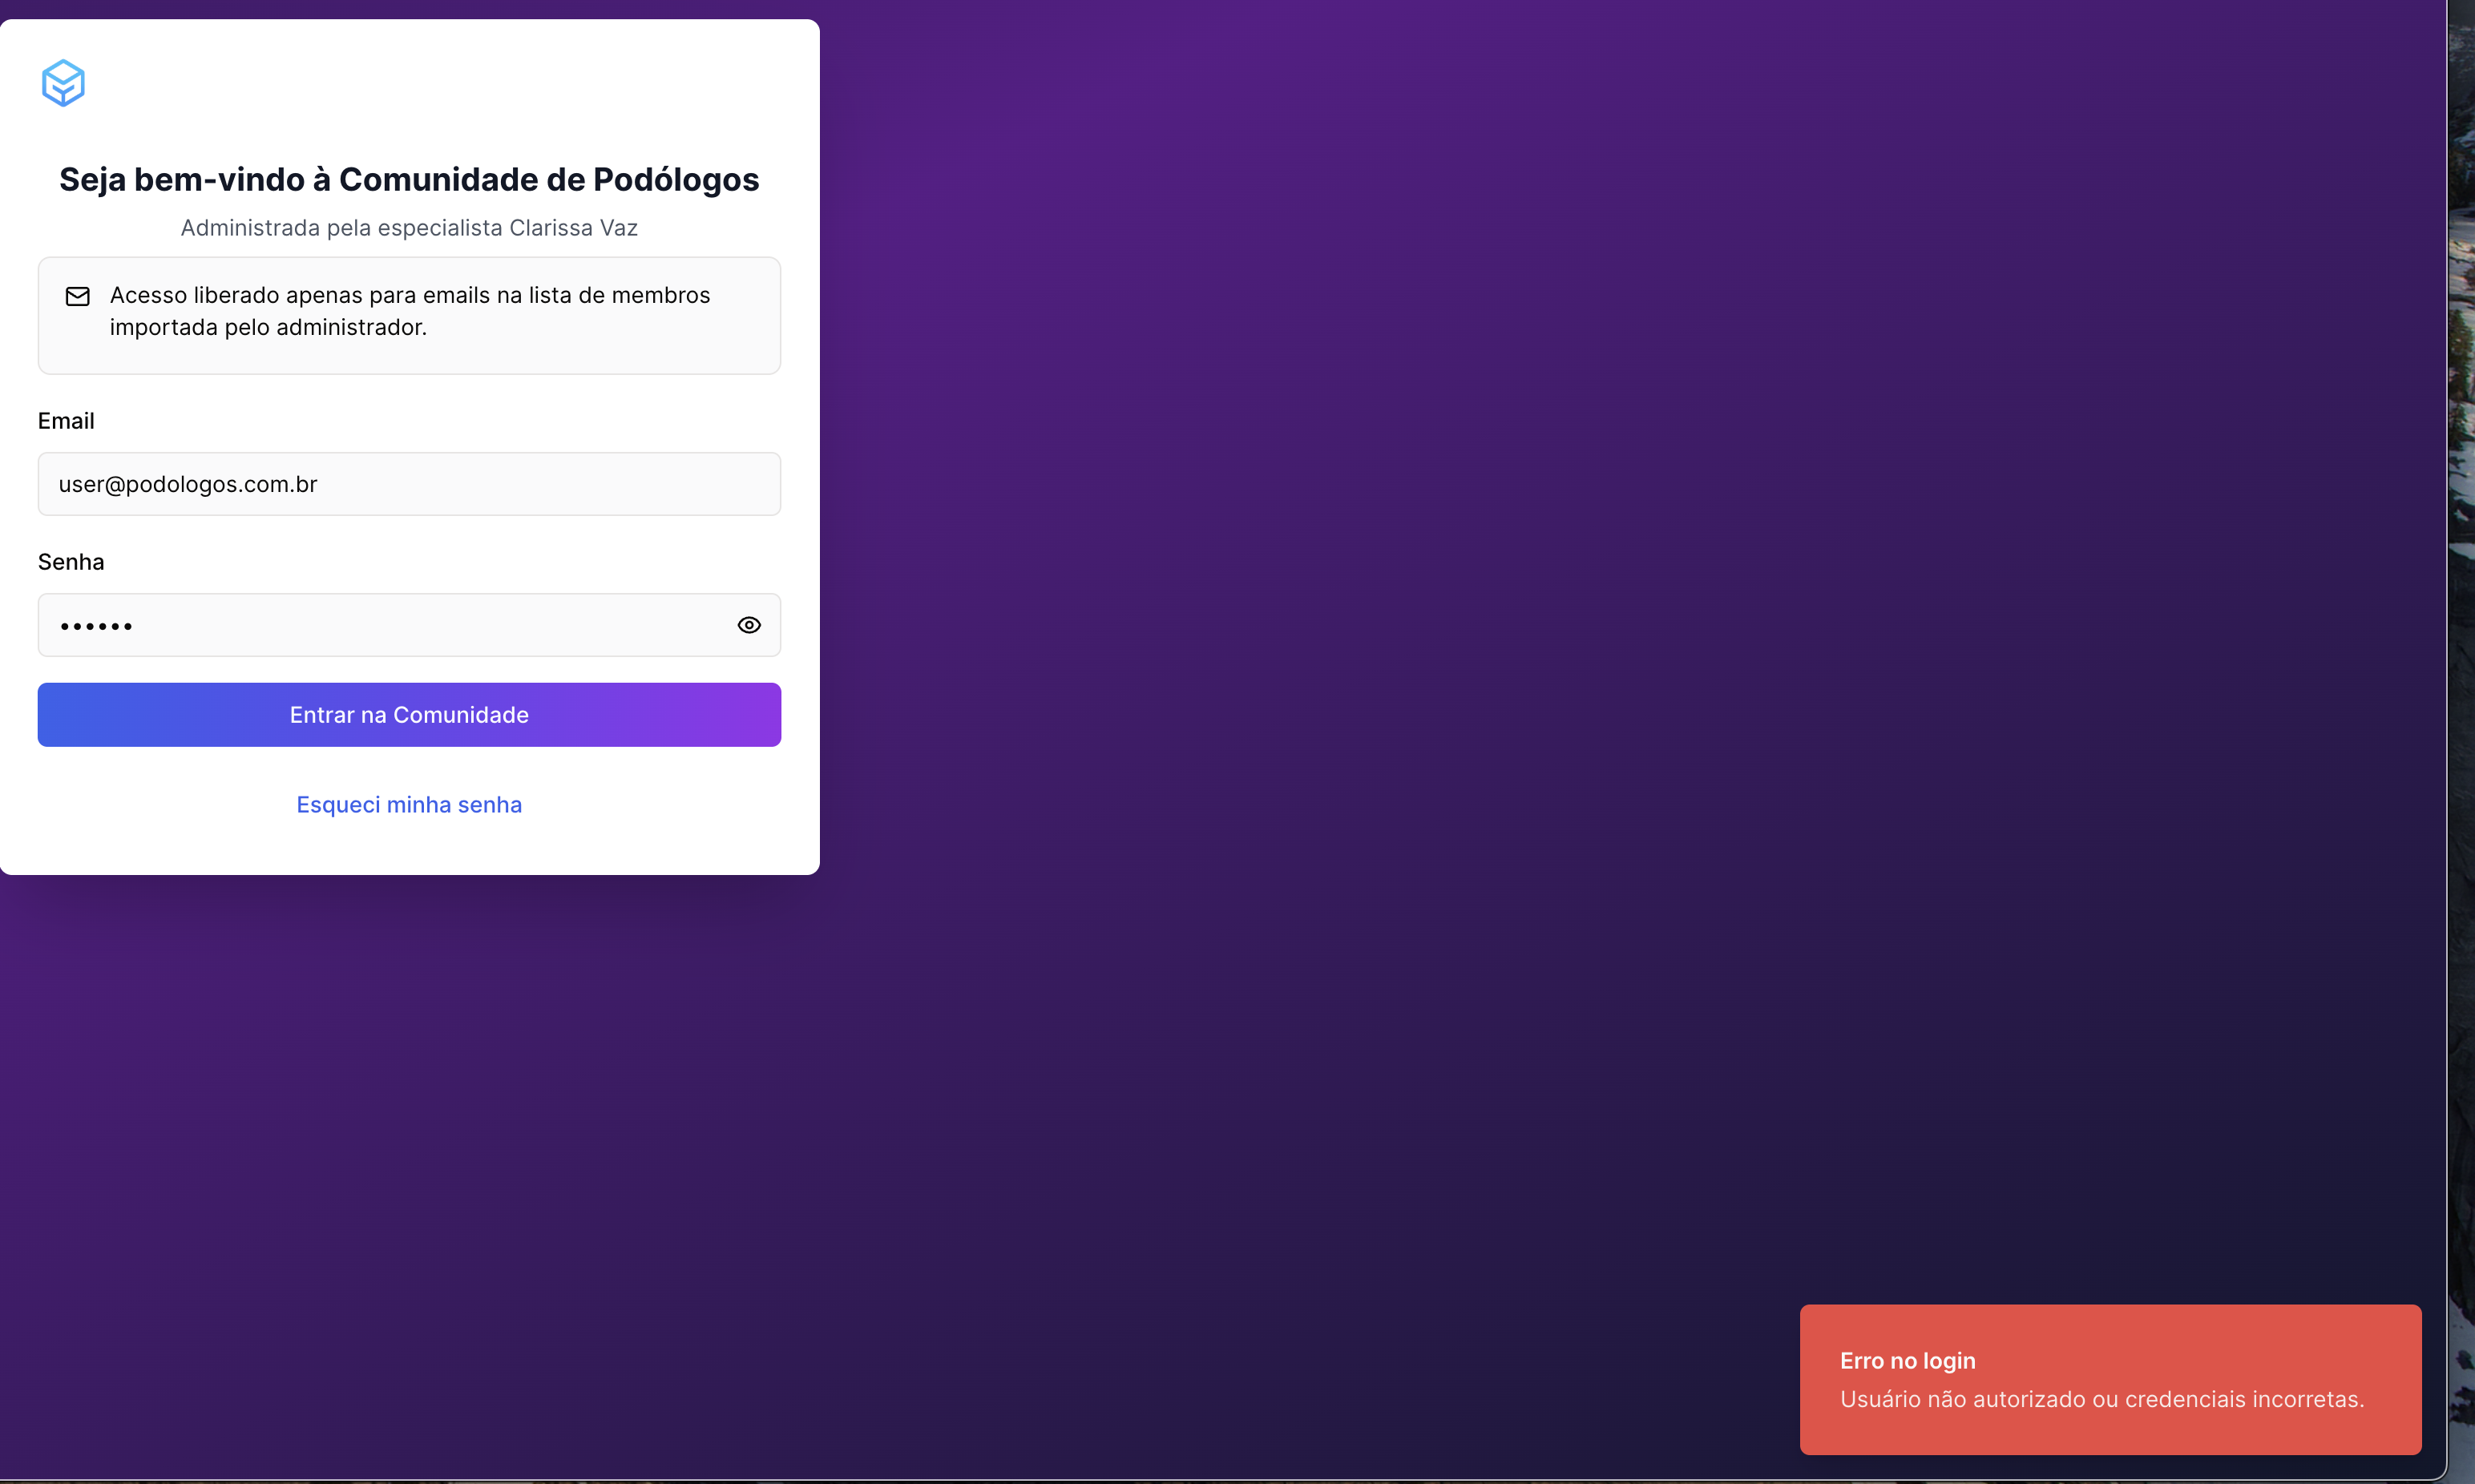 Seja bem-vindo à Comunidade de Podólogos
Administrada pela especialista Clarissa Vaz
Acesso liberado apenas para emails na lista de membros
importada pelo administrador.
Email
user@podologos.com.br
Senha
••••••
Entrar na Comunidade
Esqueci minha senha
Erro no login
Usuário não autorizado ou credenciais incorretas.